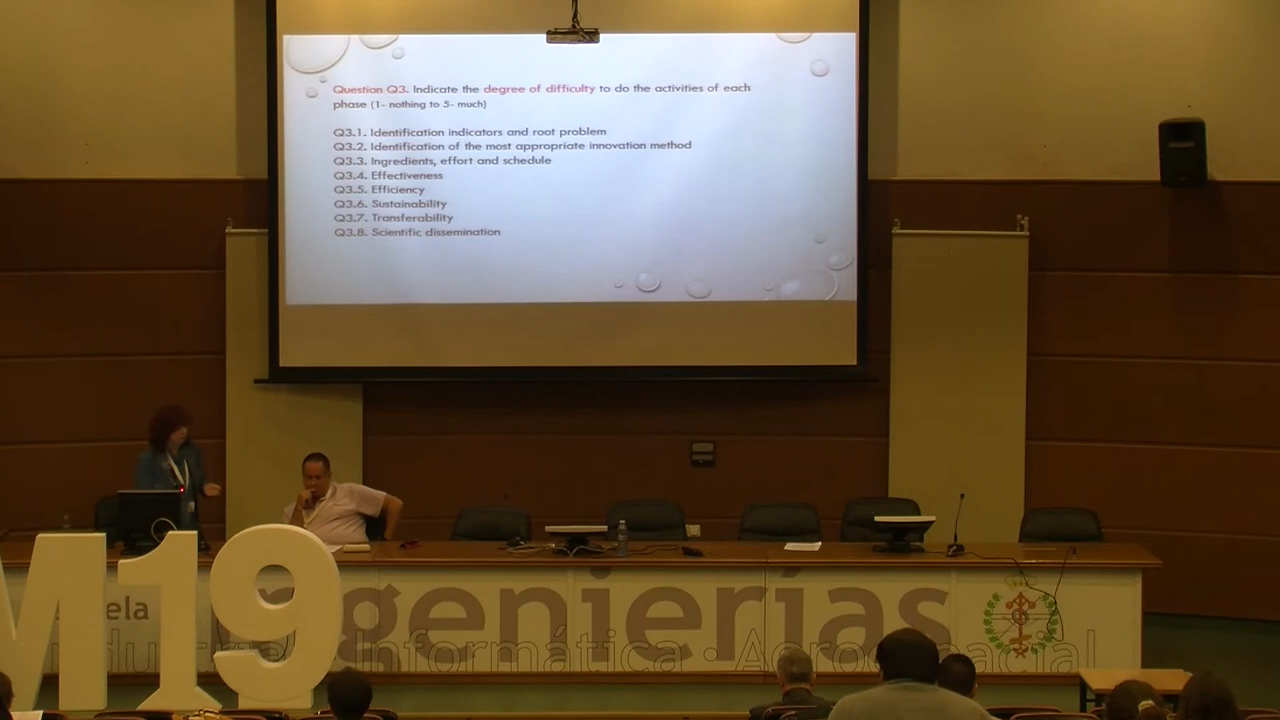 Question Q3. Indicate the degree of difficulty to do the activities of each
phase (1- nothing to 5- much)
Q3.1. Identification indicators and root problem
Q3.2. Identification of the most appropriate innovation method
Q3.3. Ingredients, effort and schedule
Q3.4. Effectiveness
Q3.5. Efficiency
Q3.6. Sustainability
Q3.7. Transferability
Q3.8. Scientific dissemination
M19
ela
ngenierías
Informática •